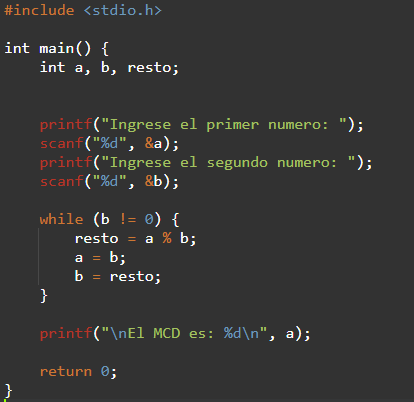 #include <stdio.h>
int main() {
int a, b, resto;
printf("Ingrese el primer numero: ");
scanf("%d", &a);
printf("Ingrese el segundo numero: ");
scanf("%d", &b);
while (b != 0) {
resto = a % b;
a = b;
b = resto;
}
printf("\nEl MCD es: %d\n", a);
return 0;
}